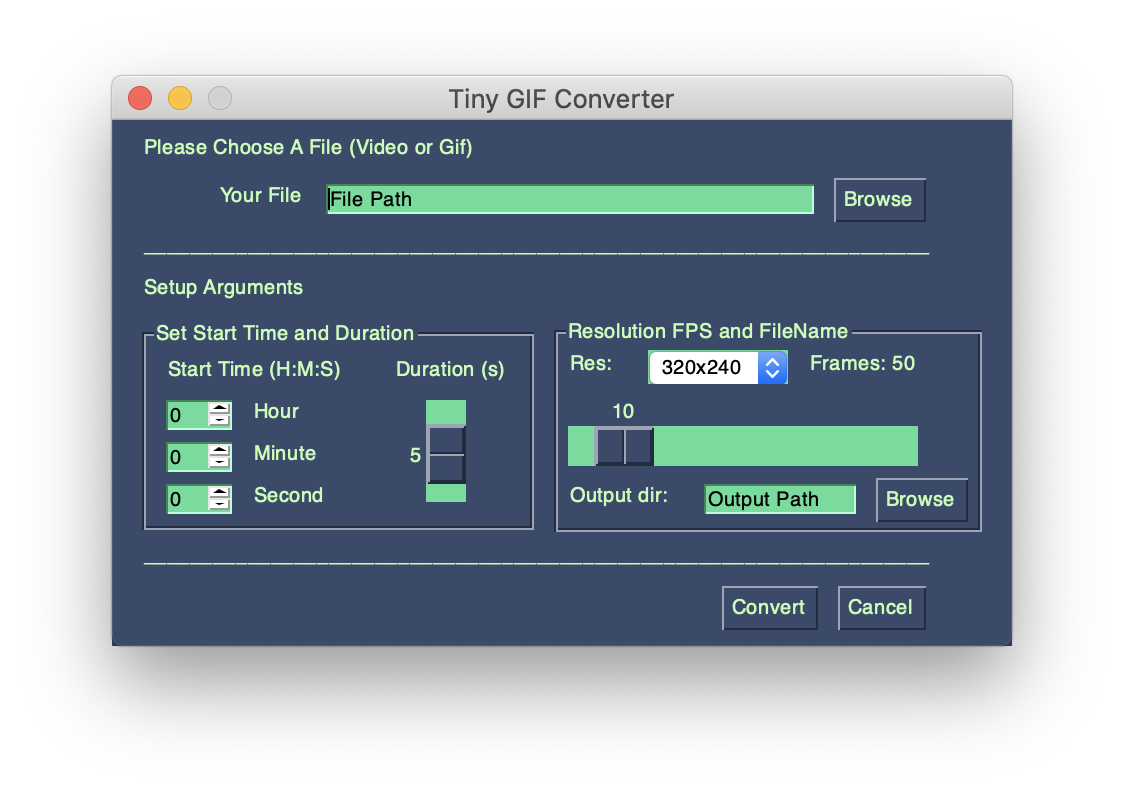 Tiny GIF Converter
Please Choose A File (Video or Gif)
Your File File Path Browse
Setup Arguments
Set Start Time and Duration
Start Time (H:M:S) Duration (s)
0 Hour
0 Minute
5
0 Second
Resolution FPS and FileName
Res: 320x240 Frames: 50
10
Output dir: Output Path Browse
Convert Cancel